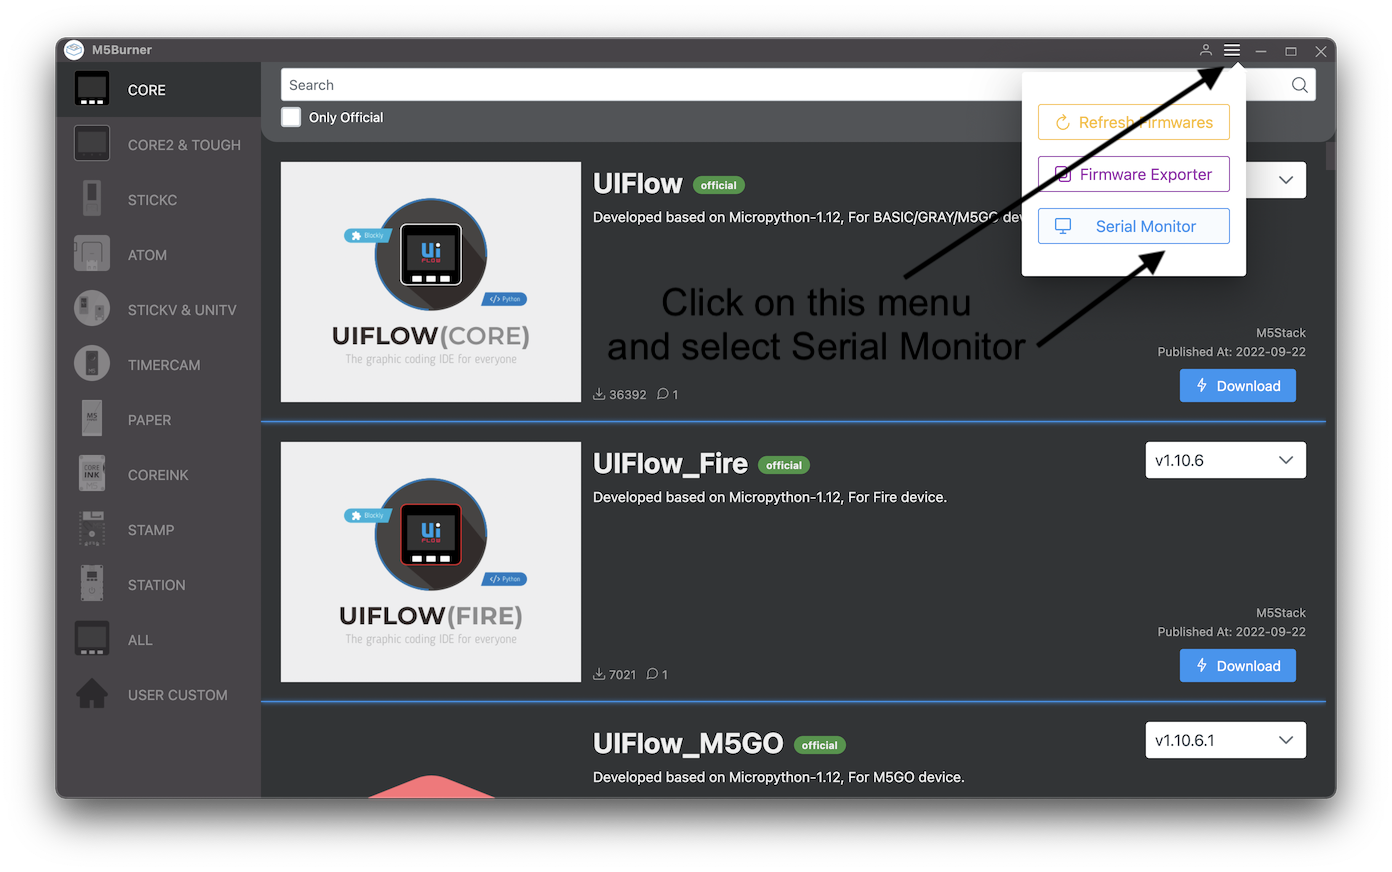 M5Burner
CORE
CORE2 & TOUGH
STICKC
ATOM
STICKV & UNITV
TIMERCAM
PAPER
COREINK
STAMP
STATION
ALL
USER CUSTOM
Search
Only Official
Refresh Firmwares
Firmware Exporter
Serial Monitor
Click on this menu
and select Serial Monitor
UIFlow official
Developed based on Micropython-1.12, For BASIC/GRAY/M5GO dev
Blockly
Ui
FLOW
</> Python
UIFLOW(CORE)
The graphic coding IDE for everyone
36392 1
M5Stack
Published At: 2022-09-22
Download
UIFlow_Fire official
v1.10.6
Developed based on Micropython-1.12, For Fire device.
Blockly
Ui
FLOW
</> Python
UIFLOW(FIRE)
The graphic coding IDE for everyone
7021 1
M5Stack
Published At: 2022-09-22
Download
UIFlow_M5GO official
v1.10.6.1
Developed based on Micropython-1.12, For M5GO device.
M5
CORE
INK